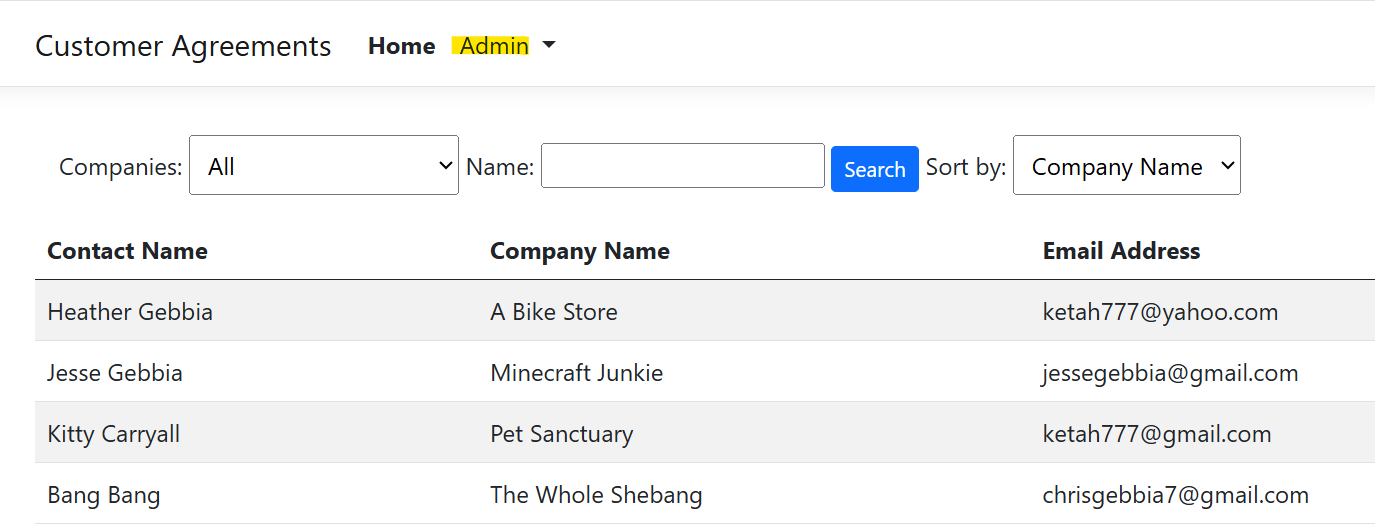 Customer Agreements Home Admin
Companies: All Name: Search Sort by: Company Name
Contact Name Company Name Email Address
Heather Gebbia A Bike Store ketah777@yahoo.com
Jesse Gebbia Minecraft Junkie jessegebbia@gmail.com
Kitty Carryall Pet Sanctuary ketah777@gmail.com
Bang Bang The Whole Shebang chrisgebbia7@gmail.com